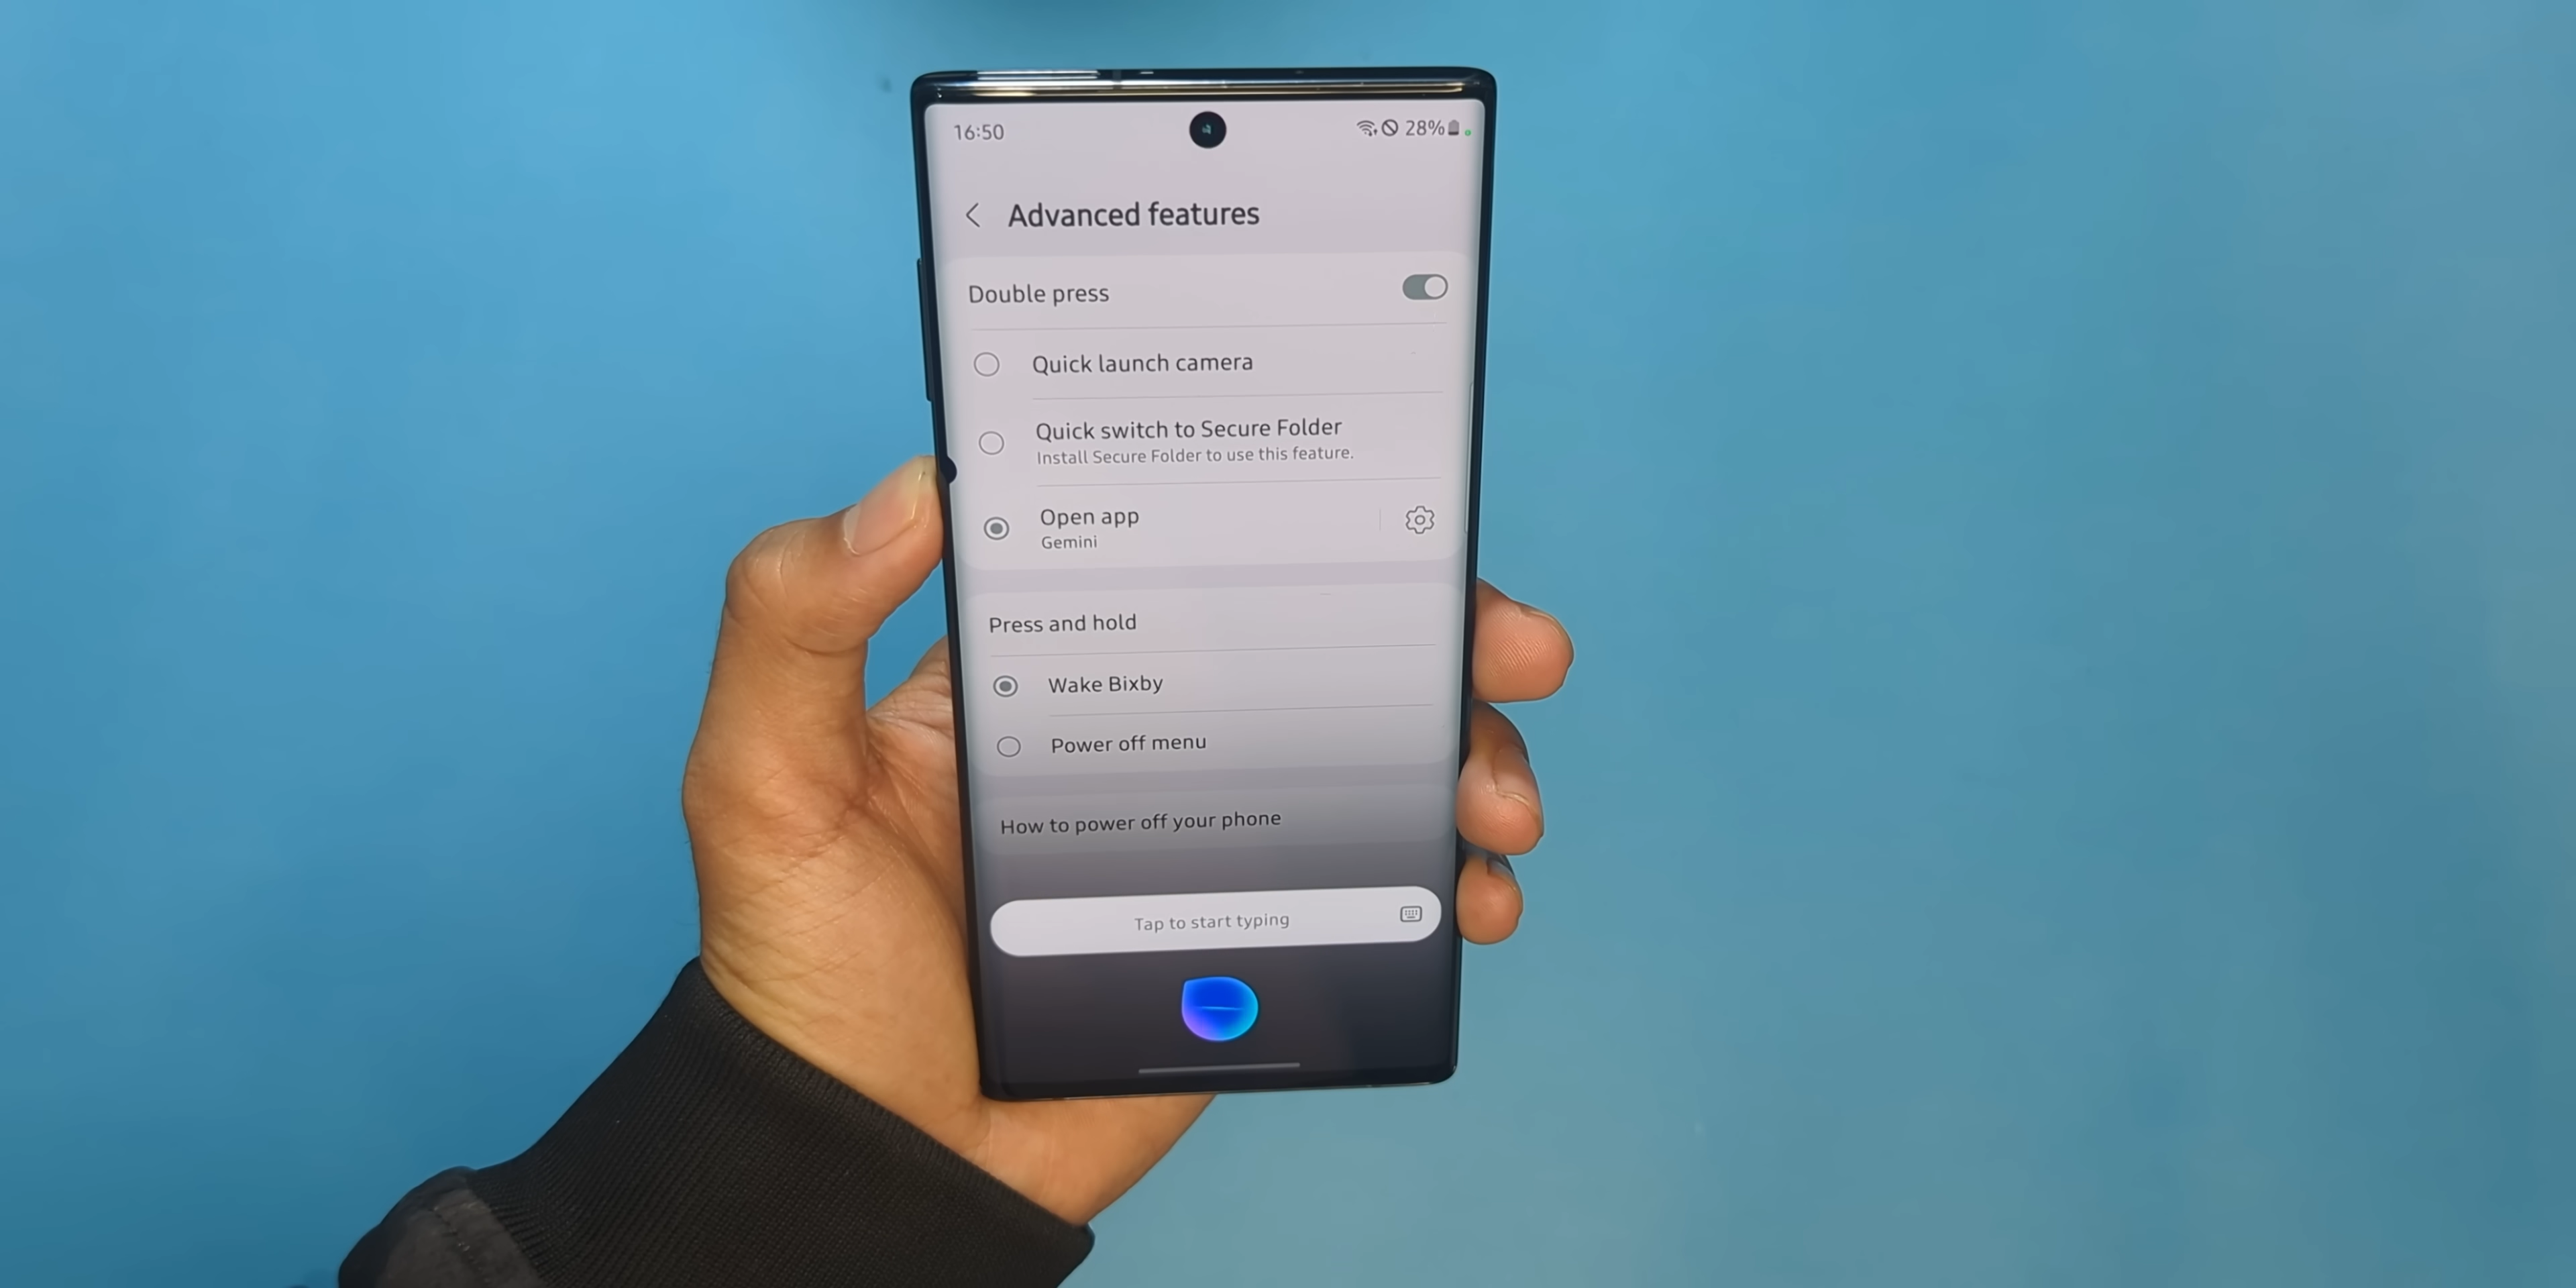 16:50
28%
Advanced features
Double press
Quick launch camera
Quick switch to Secure Folder
Install Secure Folder to use this feature.
Open app
Gemini
Press and hold
Wake Bixby
Power off menu
How to power off your phone
Tap to start typing